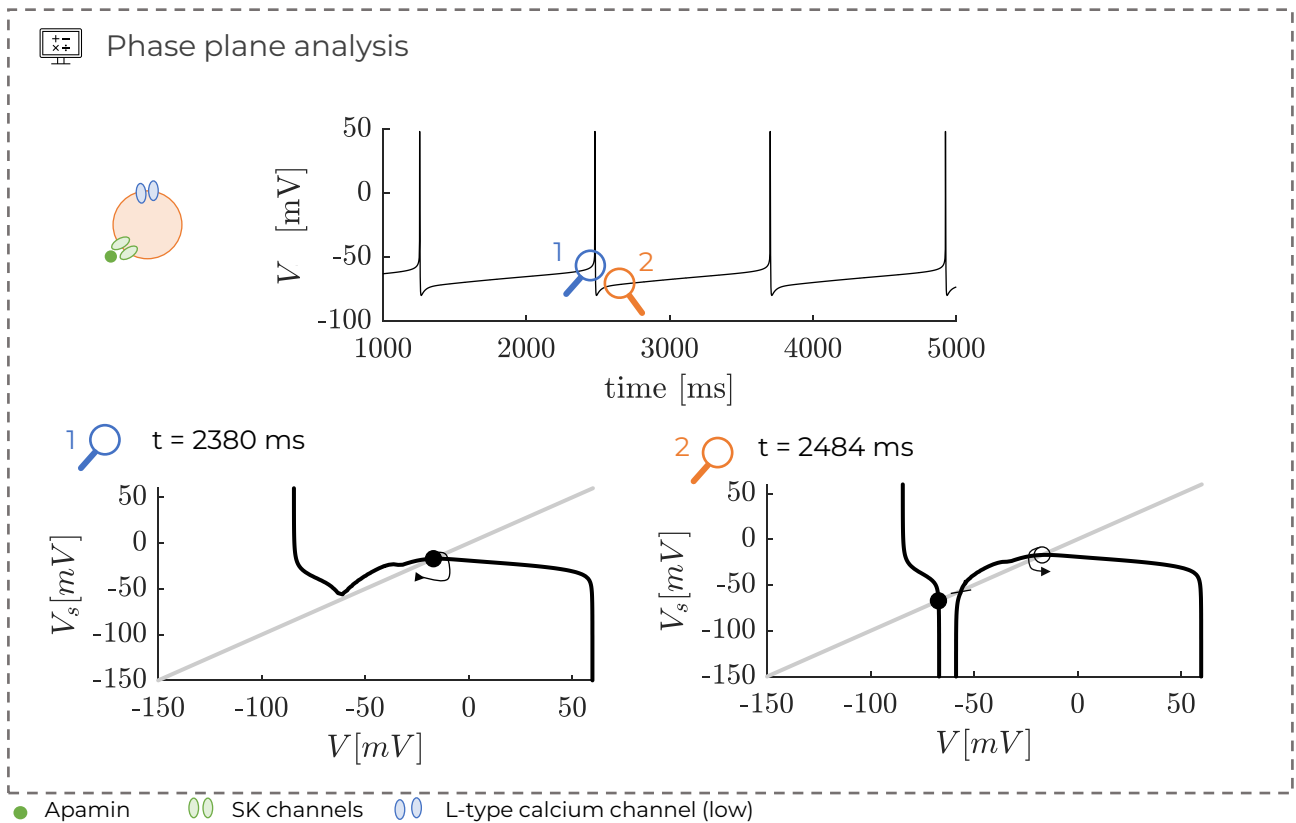 Phase plane analysis
50
0
-50
-100
V [mV]
1
2
1000 2000 3000 4000 5000
time [ms]
1 t = 2380 ms
2 t = 2484 ms
50
0
-50
-100
-150
V_s[mV]
-150 -100 -50 0 50
V[mV]
50
0
-50
-100
-150
V_s[mV]
-150 -100 -50 0 50
V[mV]
Apamin SK channels L-type calcium channel (low)